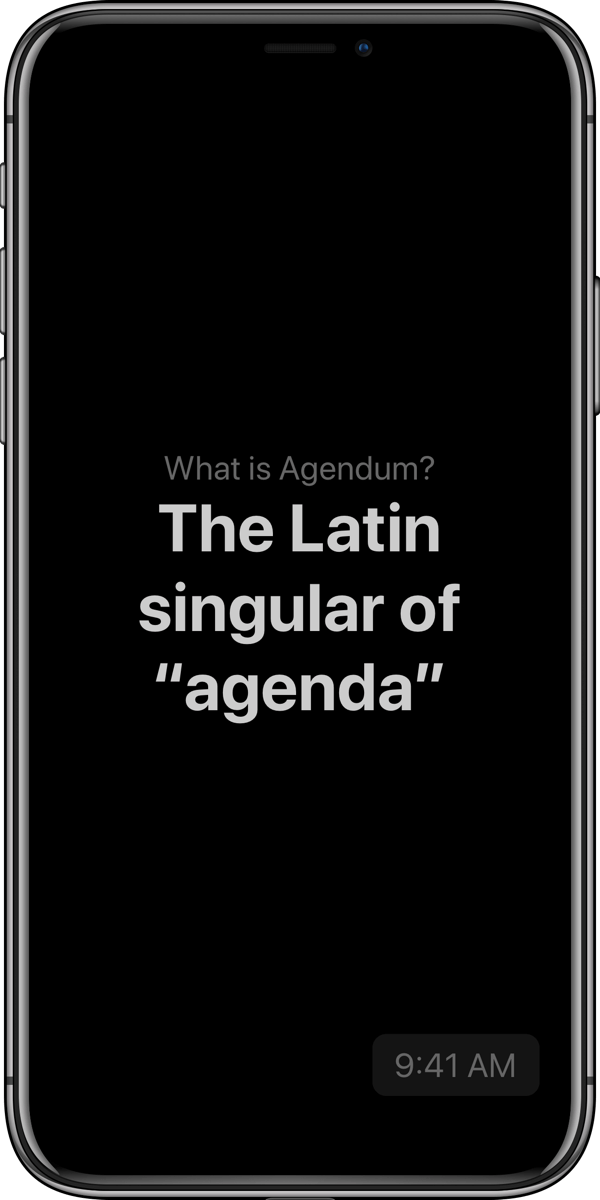 What is Agendum?
The Latin
singular of
“agenda”
9:41 AM